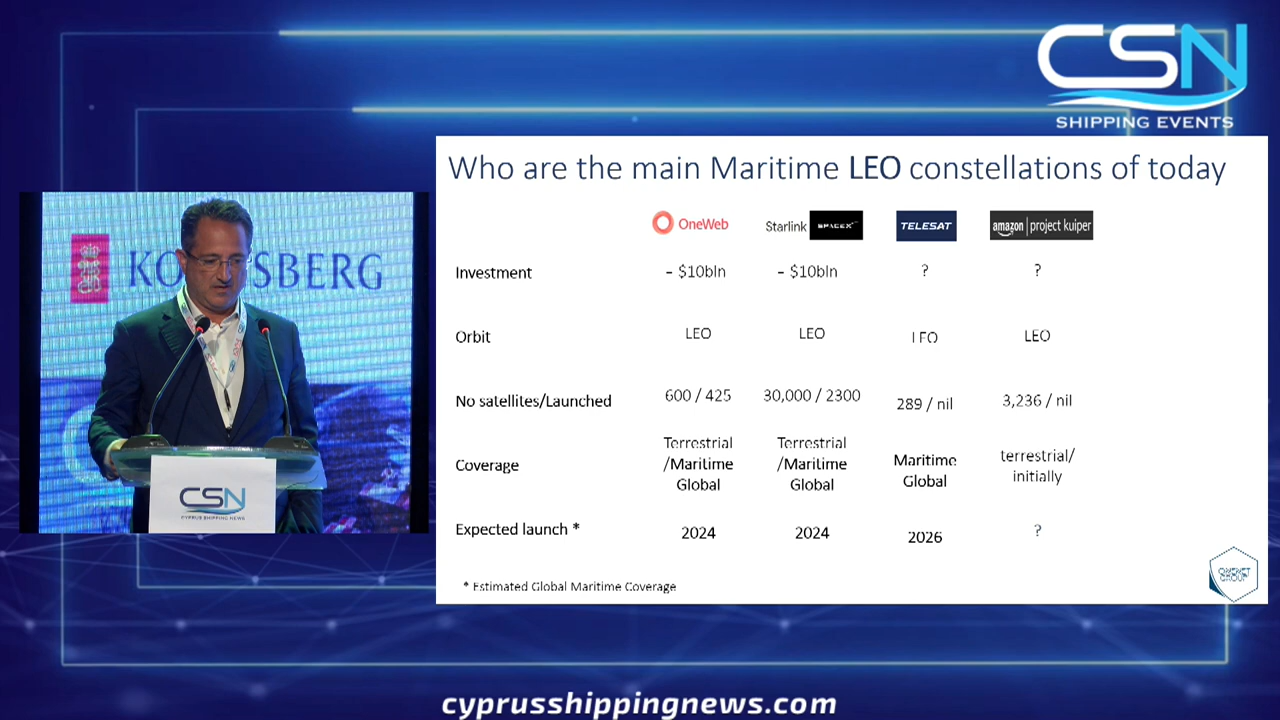 CSN
SHIPPING EVENTS
Who are the main Maritime LEO constellations of today
OneWeb
Starlink SPACEX
TELESAT
amazon | project kuiper
Investment – $10bln – $10bln ? ?
Orbit LEO LEO LEO LEO
No satellites/Launched 600 / 425 30,000 / 2300 289 / nil 3,236 / nil
Coverage
Terrestrial
/Maritime
Global
Terrestrial
/Maritime
Global
Maritime
Global
terrestrial/
initially
Expected launch * 2024 2024 2026 ?
* Estimated Global Maritime Coverage
ONENET
GROUP
CSN
CYPRUS SHIPPING NEWS
cyprusshippingnews.com